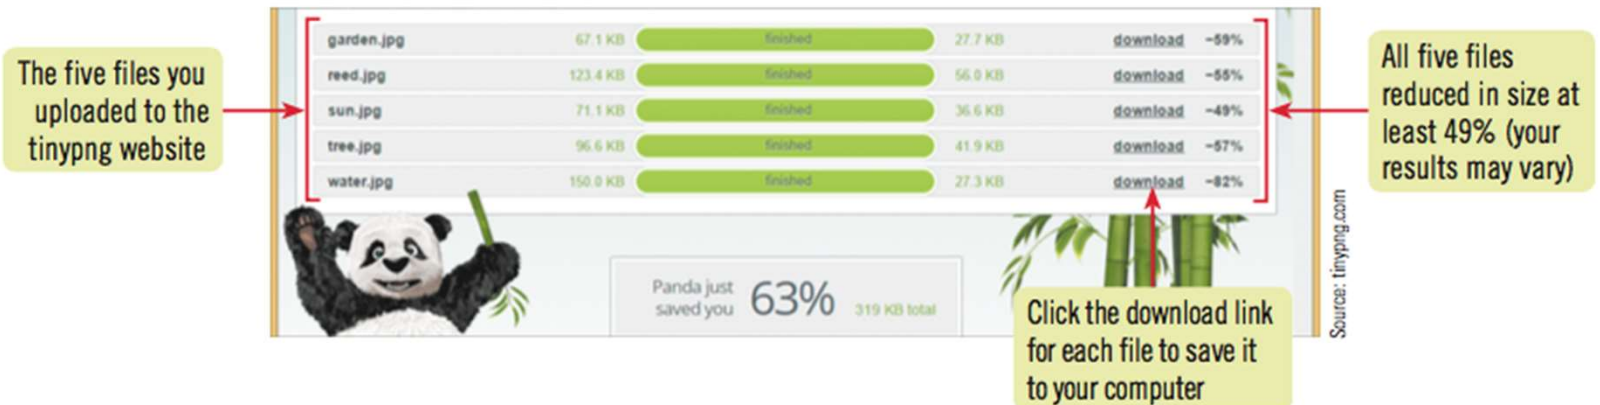 The five files you
uploaded to the
tinypng website
garden.jpg 67.1 KB finished 27.7 KB download -59%
reed.jpg 123.4 KB finished 56.0 KB download -55%
sun.jpg 71.1 KB finished 36.6 KB download -49%
tree.jpg 96.6 KB finished 41.9 KB download -57%
water.jpg 150.0 KB finished 27.3 KB download -82%
All five files
reduced in size at
least 49% (your
results may vary)
Panda just
saved you
63%
319 KB total
Click the download link
for each file to save it
to your computer
Source: tinypng.com